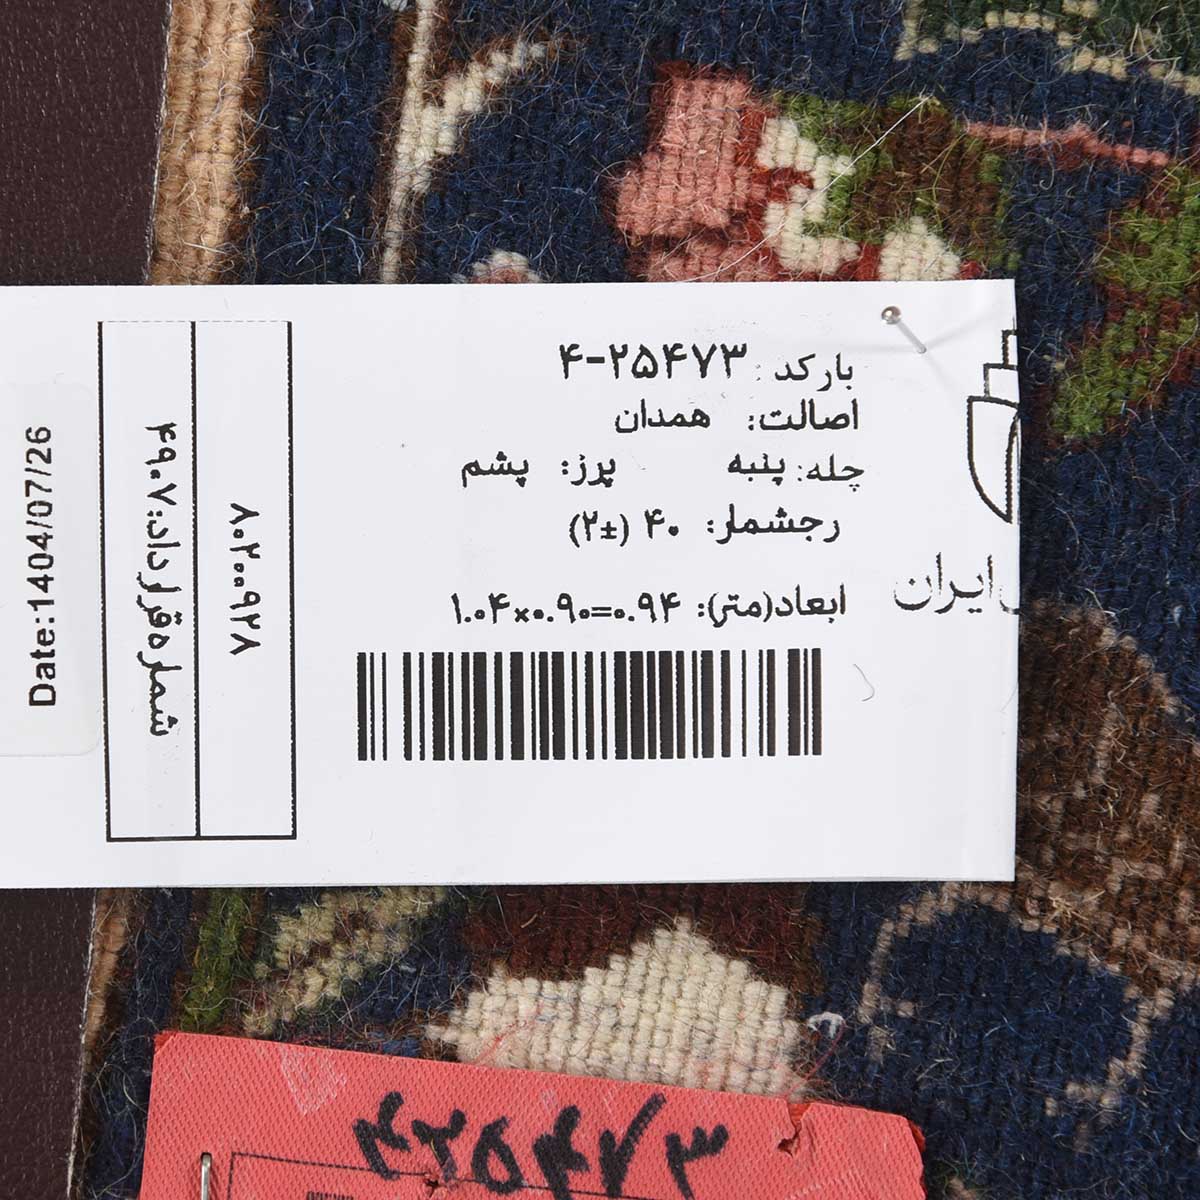 بارکد: ۴-۲۵۴۷۳
اصالت: همدان
چله: پنبه پرز: پشم
رجشمار: ۴۰ (±۲)
ابعاد(متر): ۱.۰۴×۰.۹۰=۰.۹۴
ایران
۸۰۲۰۰۹۲۸
شماره قرارداد: ۴۹۰۷
Date:1404/07/26
۴۲۵۴۷۳